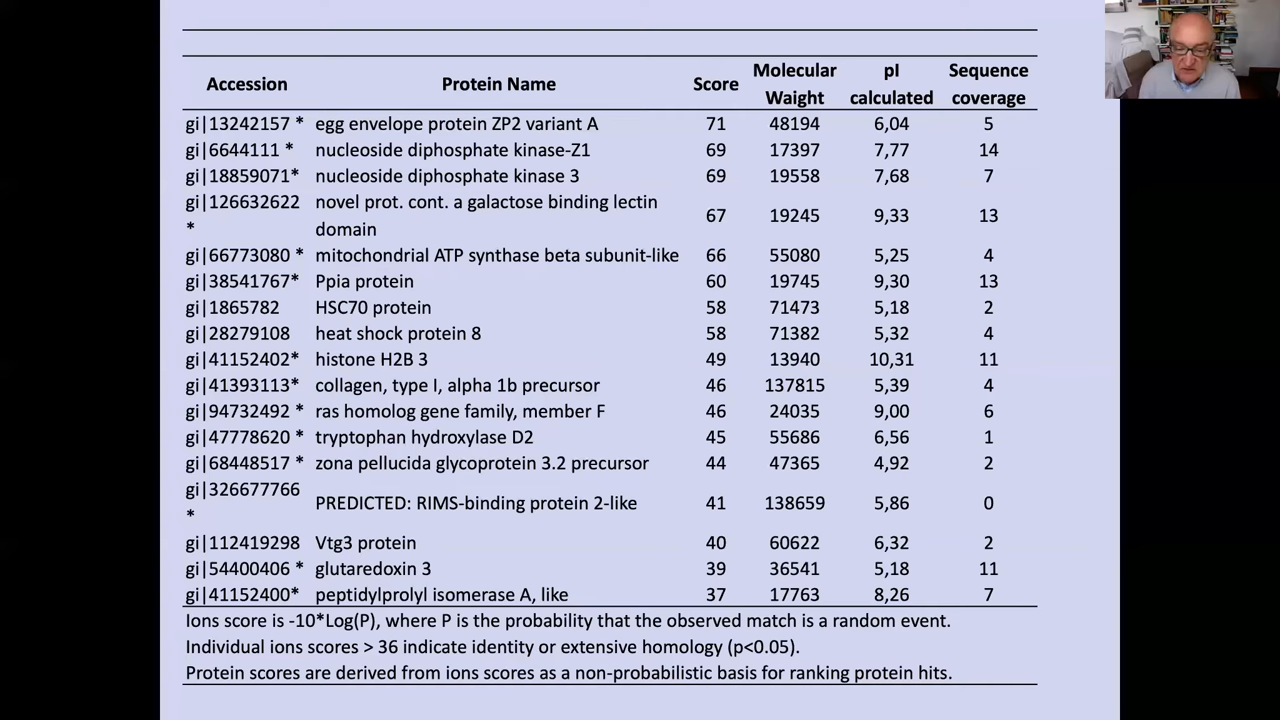 Accession Protein Name Score Molecular Weight pI calculated Sequence coverage
gi|13242157 * egg envelope protein ZP2 variant A 71 48194 6,04 5
gi|6644111 * nucleoside diphosphate kinase-Z1 69 17397 7,77 14
gi|18859071* nucleoside diphosphate kinase 3 69 19558 7,68 7
gi|126632622 * novel prot. cont. a galactose binding lectin domain 67 19245 9,33 13
gi|66773080 * mitochondrial ATP synthase beta subunit-like 66 55080 5,25 4
gi|38541767* Ppia protein 60 19745 9,30 13
gi|1865782 HSC70 protein 58 71473 5,18 2
gi|28279108 heat shock protein 8 58 71382 5,32 4
gi|41152402* histone H2B 3 49 13940 10,31 11
gi|41393113* collagen, type I, alpha 1b precursor 46 137815 5,39 4
gi|94732492 * ras homolog gene family, member F 46 24035 9,00 6
gi|47778620 * tryptophan hydroxylase D2 45 55686 6,56 1
gi|68448517 * zona pellucida glycoprotein 3.2 precursor 44 47365 4,92 2
gi|326677766 * PREDICTED: RIMS-binding protein 2-like 41 138659 5,86 0
gi|112419298 Vtg3 protein 40 60622 6,32 2
gi|54400406 * glutaredoxin 3 39 36541 5,18 11
gi|41152400* peptidylprolyl isomerase A, like 37 17763 8,26 7
Ions score is -10*Log(P), where P is the probability that the observed match is a random event.
Individual ions scores > 36 indicate identity or extensive homology (p<0.05).
Protein scores are derived from ions scores as a non-probabilistic basis for ranking protein hits.